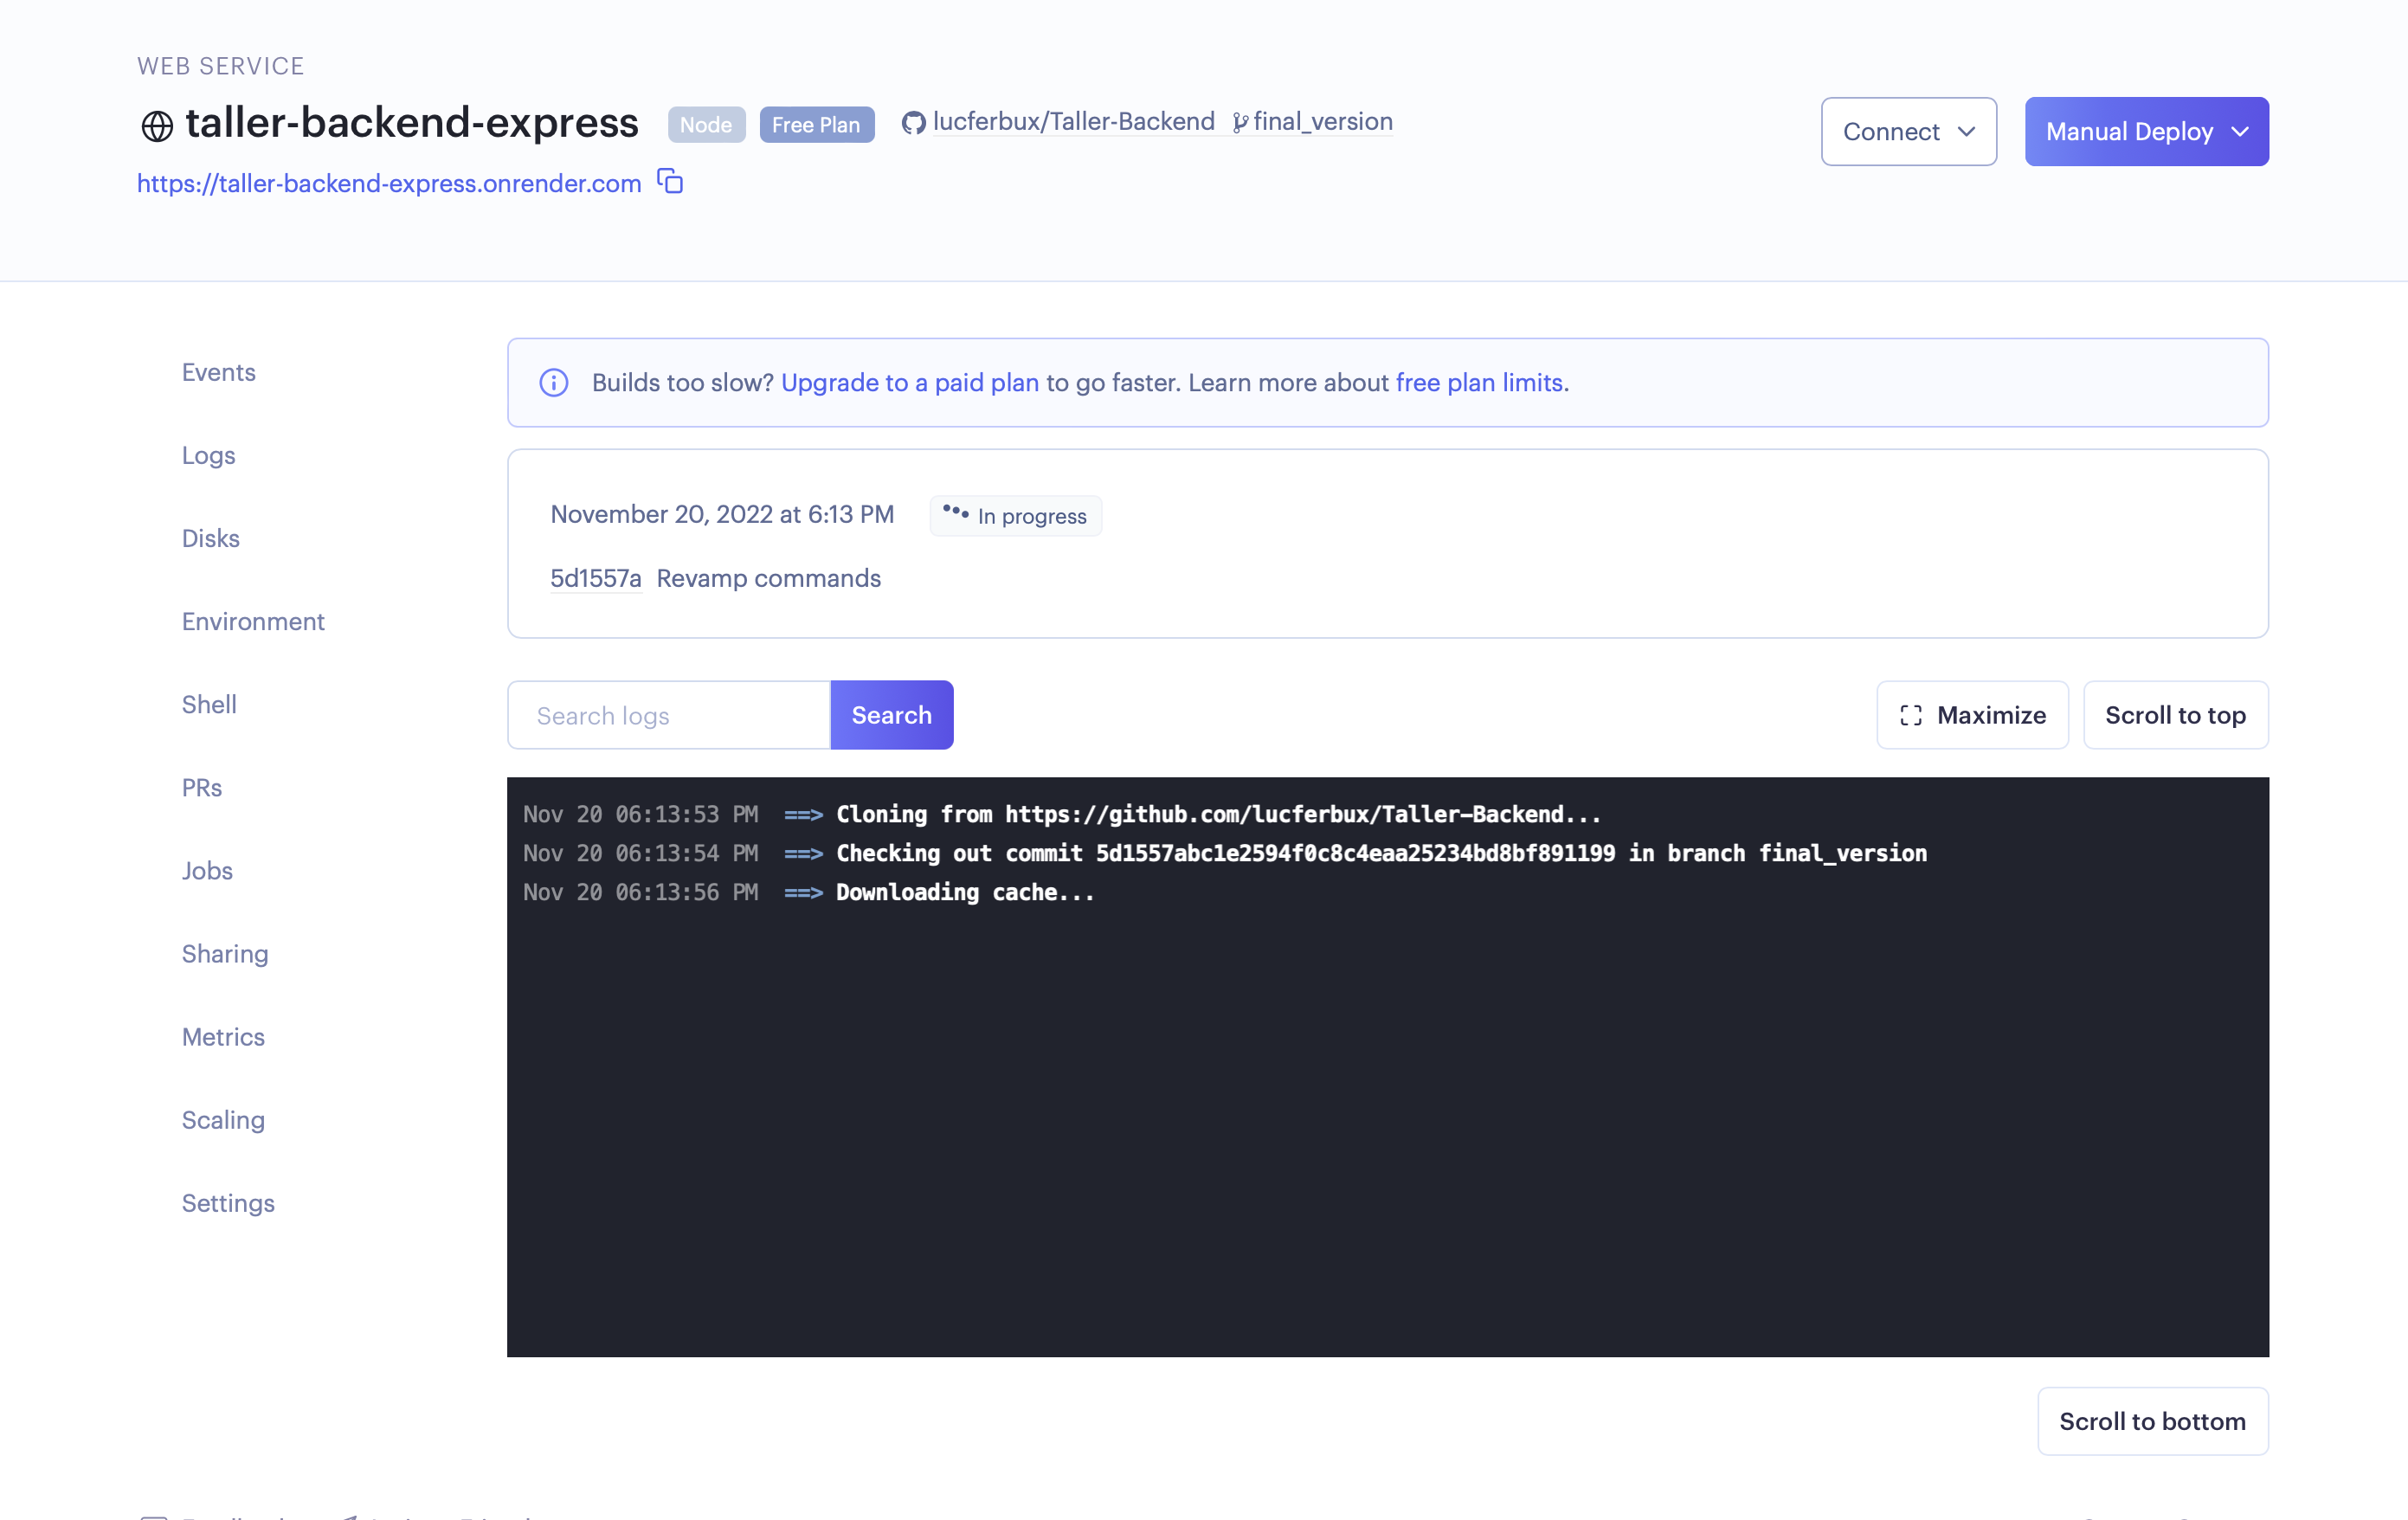 WEB SERVICE
taller-backend-express Node Free Plan lucferbux/Taller-Backend final_version
https://taller-backend-express.onrender.com
Connect
Manual Deploy
Events
Logs
Disks
Environment
Shell
PRs
Jobs
Sharing
Metrics
Scaling
Settings
Builds too slow? Upgrade to a paid plan to go faster. Learn more about free plan limits.
November 20, 2022 at 6:13 PM In progress
5d1557a Revamp commands
Search logs Search
Maximize Scroll to top
Nov 20 06:13:53 PM ==> Cloning from https://github.com/lucferbux/Taller-Backend...
Nov 20 06:13:54 PM ==> Checking out commit 5d1557abc1e2594f0c8c4eaa25234bd8bf891199 in branch final_version
Nov 20 06:13:56 PM ==> Downloading cache...
Scroll to bottom